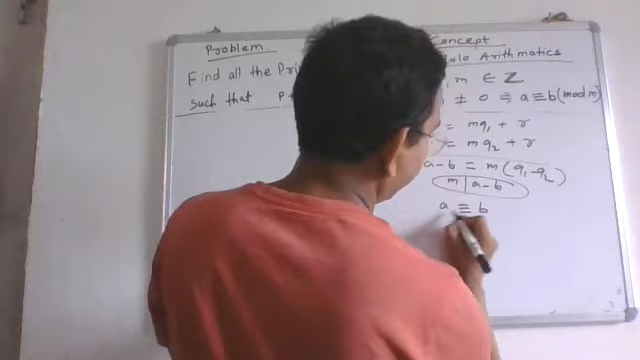 Problem
Find all the Pri
such that P
Concept
ulo Arithmatics
, m ∈ Z
≠ 0 ⇒ a ≡ b (mod m)
= mq₁ + r
= mq₂ + r
a - b = m(q₁ - q₂)
m | a - b
a ≡ b